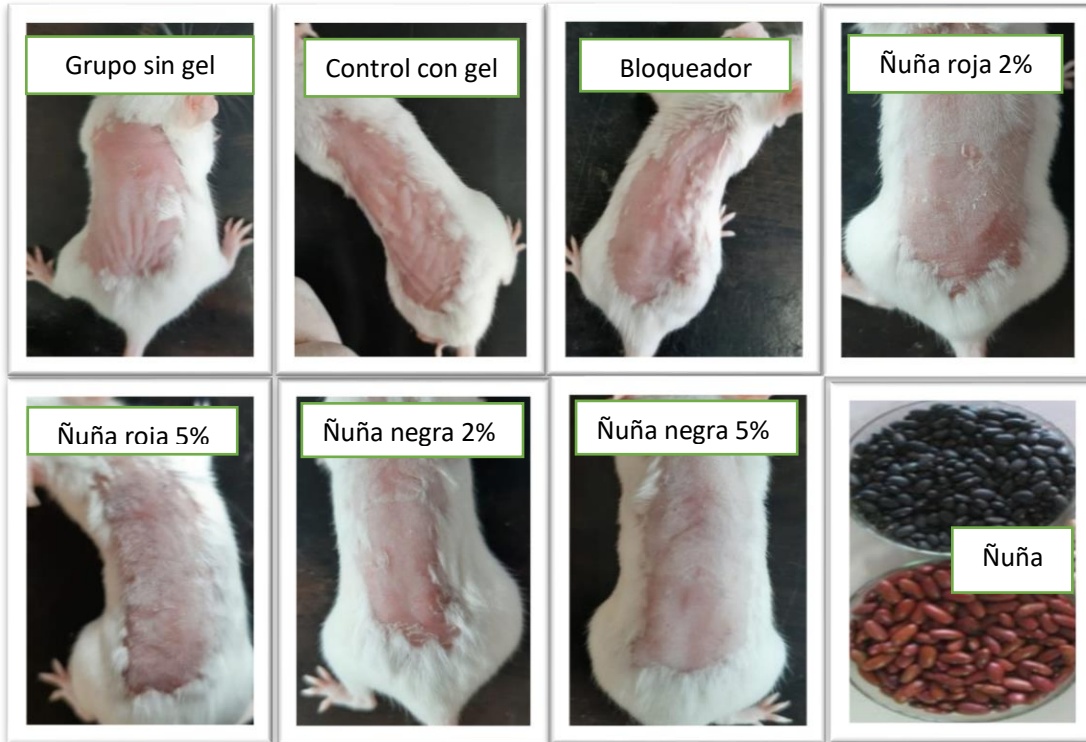 Grupo sin gel
Control con gel
Bloqueador
Ñuña roja 2%
Ñuña roja 5%
Ñuña negra 2%
Ñuña negra 5%
Ñuña